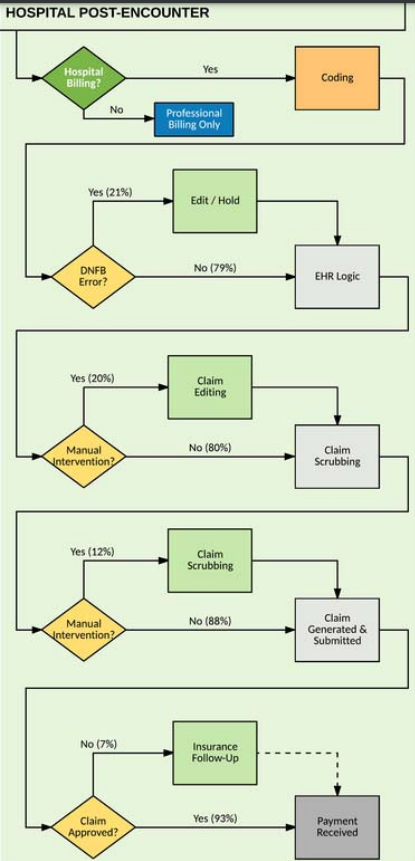 HOSPITAL POST-ENCOUNTER
Hospital
Billing?
Yes
Coding
No
Professional
Billing Only
Yes (21%)
Edit / Hold
DNFB
Error?
No (79%)
EHR Logic
Yes (20%)
Claim
Editing
Manual
Intervention?
No (80%)
Claim
Scrubbing
Yes (12%)
Claim
Scrubbing
Manual
Intervention?
No (88%)
Claim
Generated &
Submitted
No (7%)
Insurance
Follow-Up
Claim
Approved?
Yes (93%)
Payment
Received